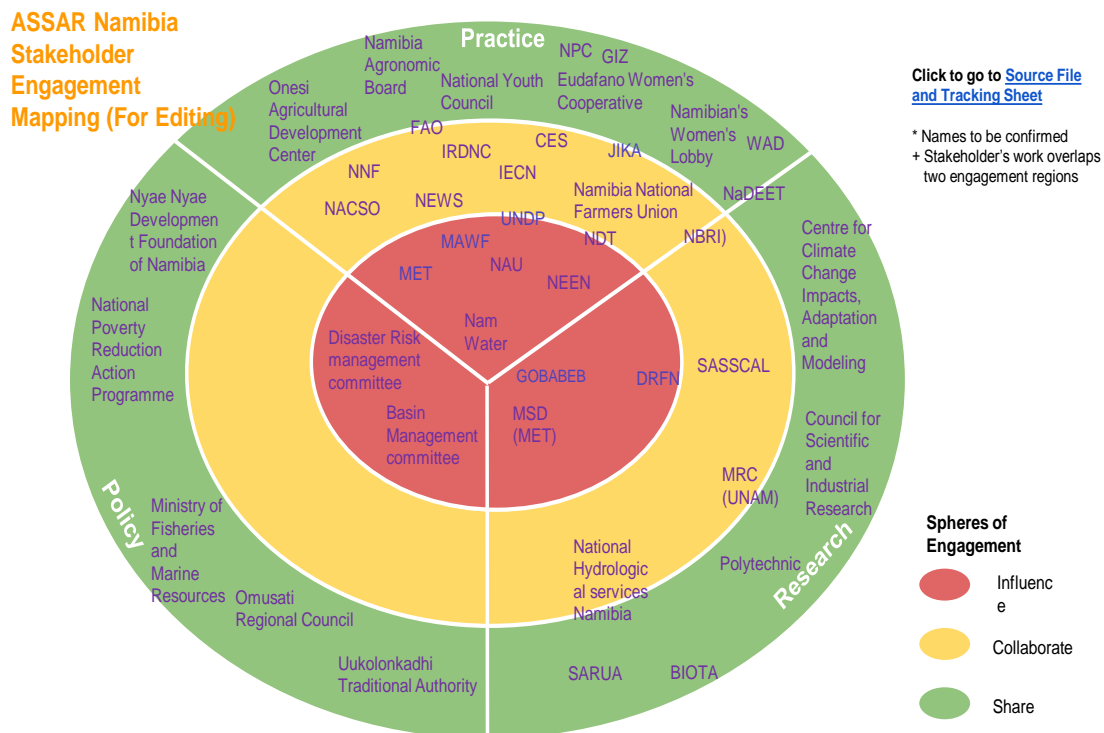 ASSAR Namibia
Stakeholder
Engagement
Mapping (For Editing)
Practice
Namibia
Agronomic
Board
NPC
GIZ
National Youth
Council
Eudafano Women's
Cooperative
Onesi
Agricultural
Development
Center
Namibian's
Women's
Lobby
WAD
FAO
IRDNC
CES
JIKA
NNF
IECN
NACSO
NEWS
Namibia National
Farmers Union
UNDP
NaDEET
NDT
NBRI)
MAWF
NAU
MET
NEEN
Nam
Water
Click to go to Source File
and Tracking Sheet
* Names to be confirmed
+ Stakeholder's work overlaps
two engagement regions
Nyae Nyae
Developmen
t Foundation
of Namibia
National
Poverty
Reduction
Action
Programme
Disaster Risk
management
committee
Basin
Management
committee
Policy
Ministry of
Fisheries
and
Marine
Resources
Omusati
Regional Council
Uukolonkadhi
Traditional Authority
GOBABEB
DRFN
MSD
(MET)
SASSCAL
Centre for
Climate
Change
Impacts,
Adaptation
and
Modeling
Council for
Scientific
and
Industrial
Research
MRC
(UNAM)
National
Hydrologic
al services
Namibia
Polytechnic
Research
SARUA
BIOTA
Spheres of
Engagement
Influenc
e
Collaborate
Share